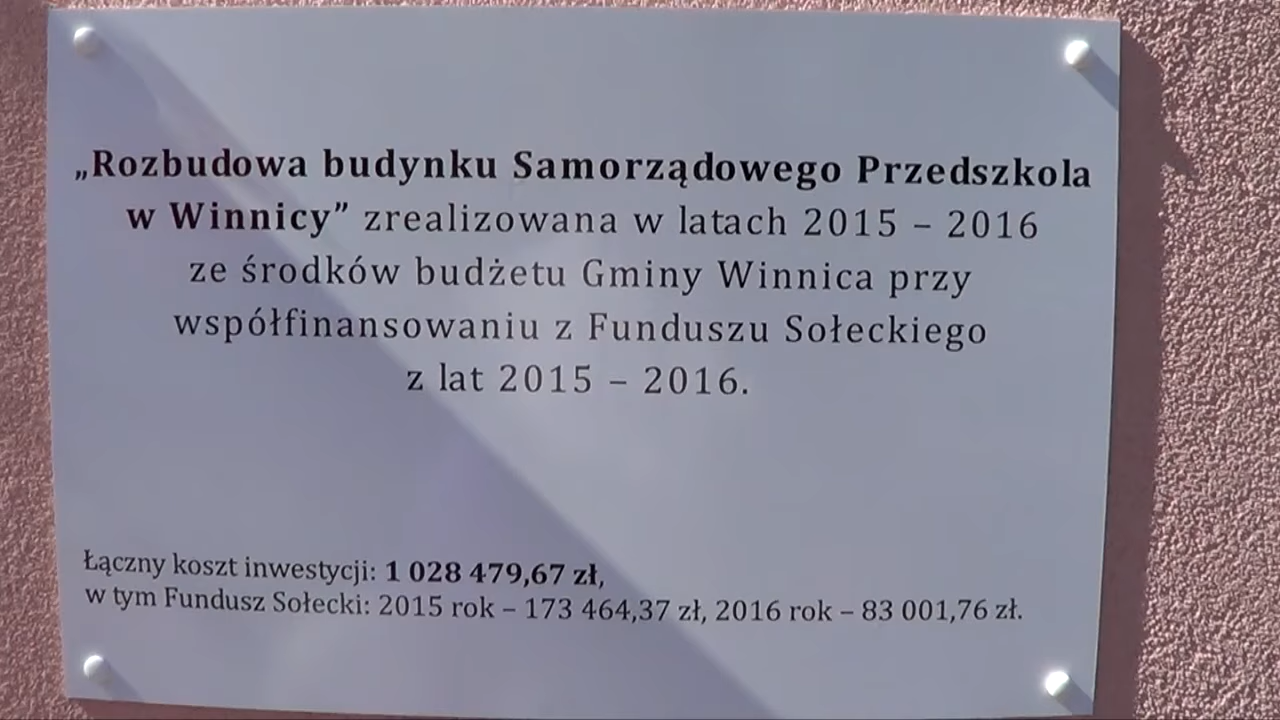 „Rozbudowa budynku Samorządowego Przedszkola
w Winnicy” zrealizowana w latach 2015 – 2016
ze środków budżetu Gminy Winnica przy
współfinansowaniu z Funduszu Sołeckiego
z lat 2015 – 2016.
Łączny koszt inwestycji: 1 028 479,67 zł,
w tym Fundusz Sołecki: 2015 rok – 173 464,37 zł, 2016 rok – 83 001,76 zł.